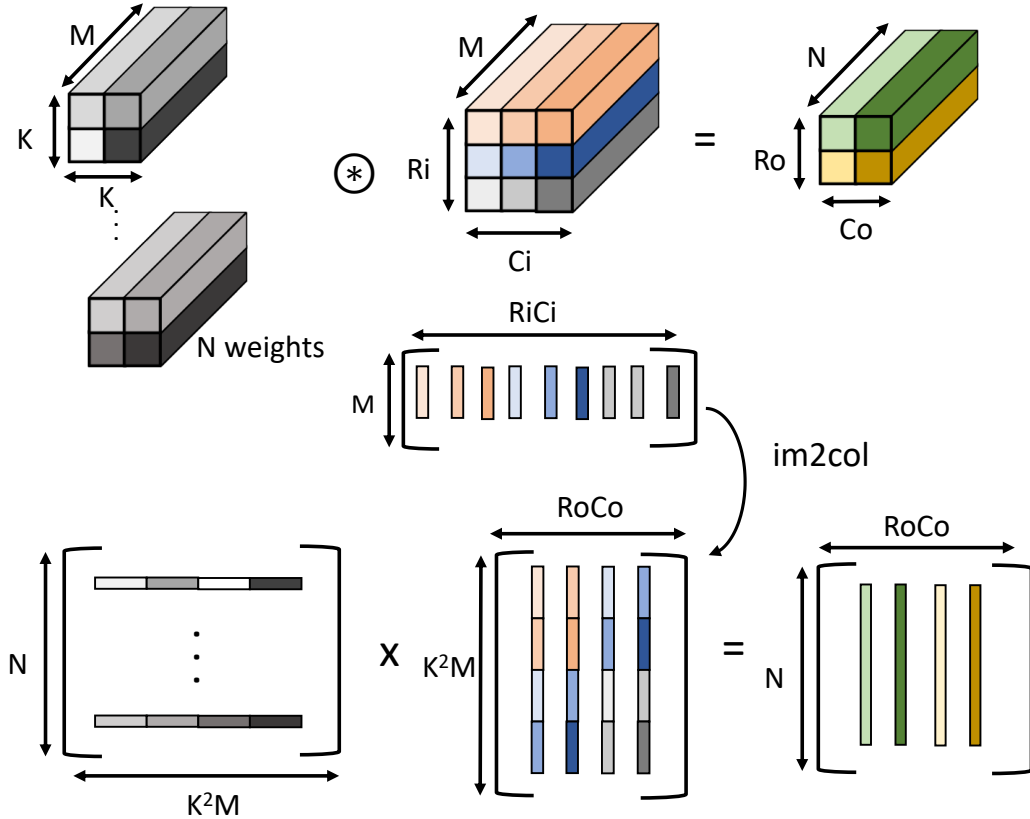 M
K
K
N weights
*
M
Ri
Ci
=
N
Ro
Co
RiCi
M
im2col
N
K²M
x
RoCo
K²M
=
RoCo
N